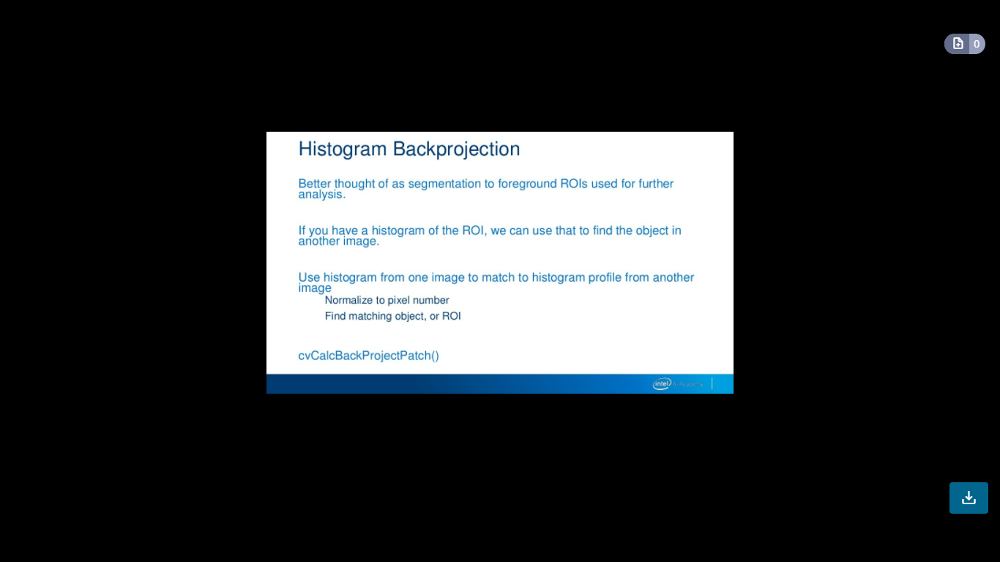 0
Histogram Backprojection
Better thought of as segmentation to foreground ROIs used for further
analysis.
If you have a histogram of the ROI, we can use that to find the object in
another image.
Use histogram from one image to match to histogram profile from another
image
Normalize to pixel number
Find matching object, or ROI
cvCalcBackProjectPatch()
intel